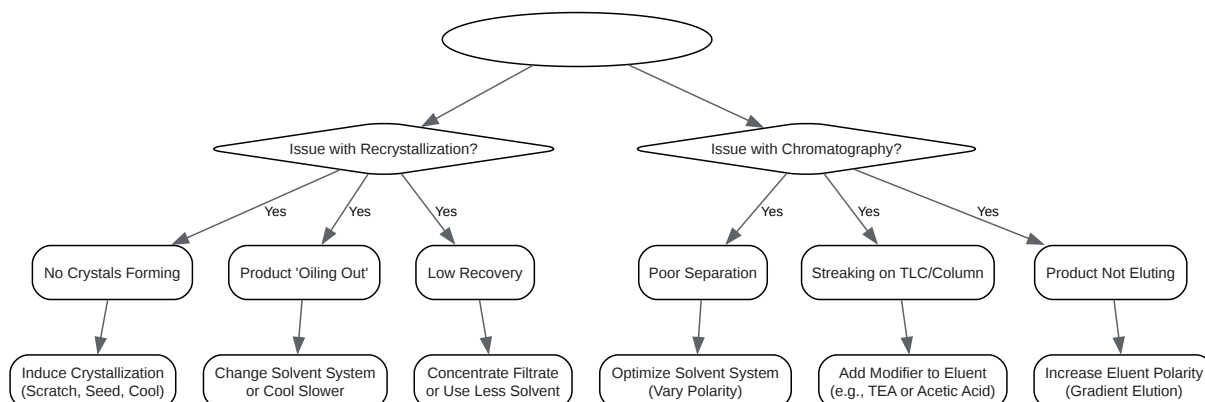 Issue with Recrystallization?
Issue with Chromatography?
Yes
Yes
Yes
Yes
Yes
Yes
No Crystals Forming
Product 'Oiling Out'
Low Recovery
Poor Separation
Streaking on TLC/Column
Product Not Eluting
Induce Crystallization
(Scratch, Seed, Cool)
Change Solvent System
or Cool Slower
Concentrate Filtrate
or Use Less Solvent
Optimize Solvent System
(Vary Polarity)
Add Modifier to Eluent
(e.g., TEA or Acetic Acid)
Increase Eluent Polarity
(Gradient Elution)